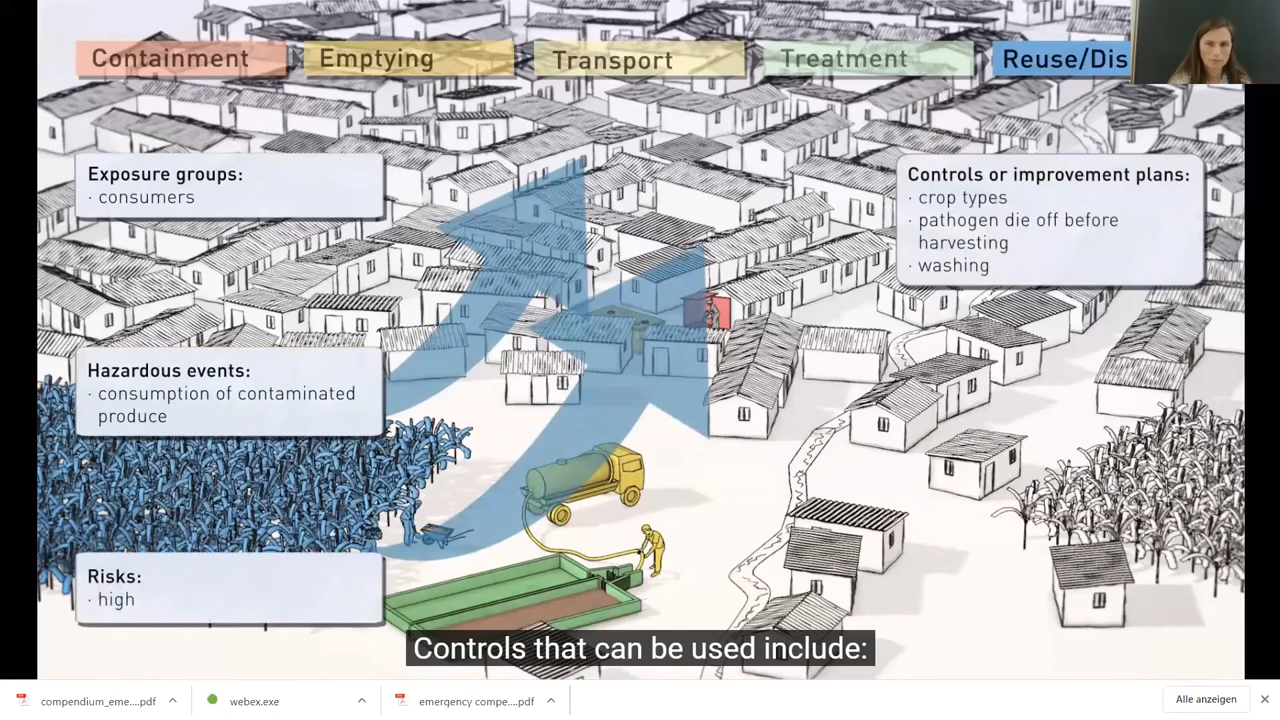 Containment
Emptying
Transport
Treatment
Reuse/Dis
Exposure groups:
· consumers
Hazardous events:
· consumption of contaminated
produce
Risks:
· high
Controls or improvement plans:
· crop types
· pathogen die off before
harvesting
· washing
Controls that can be used include:
compendium_eme....pdf
webex.exe
emergency compe....pdf
Alle anzeigen